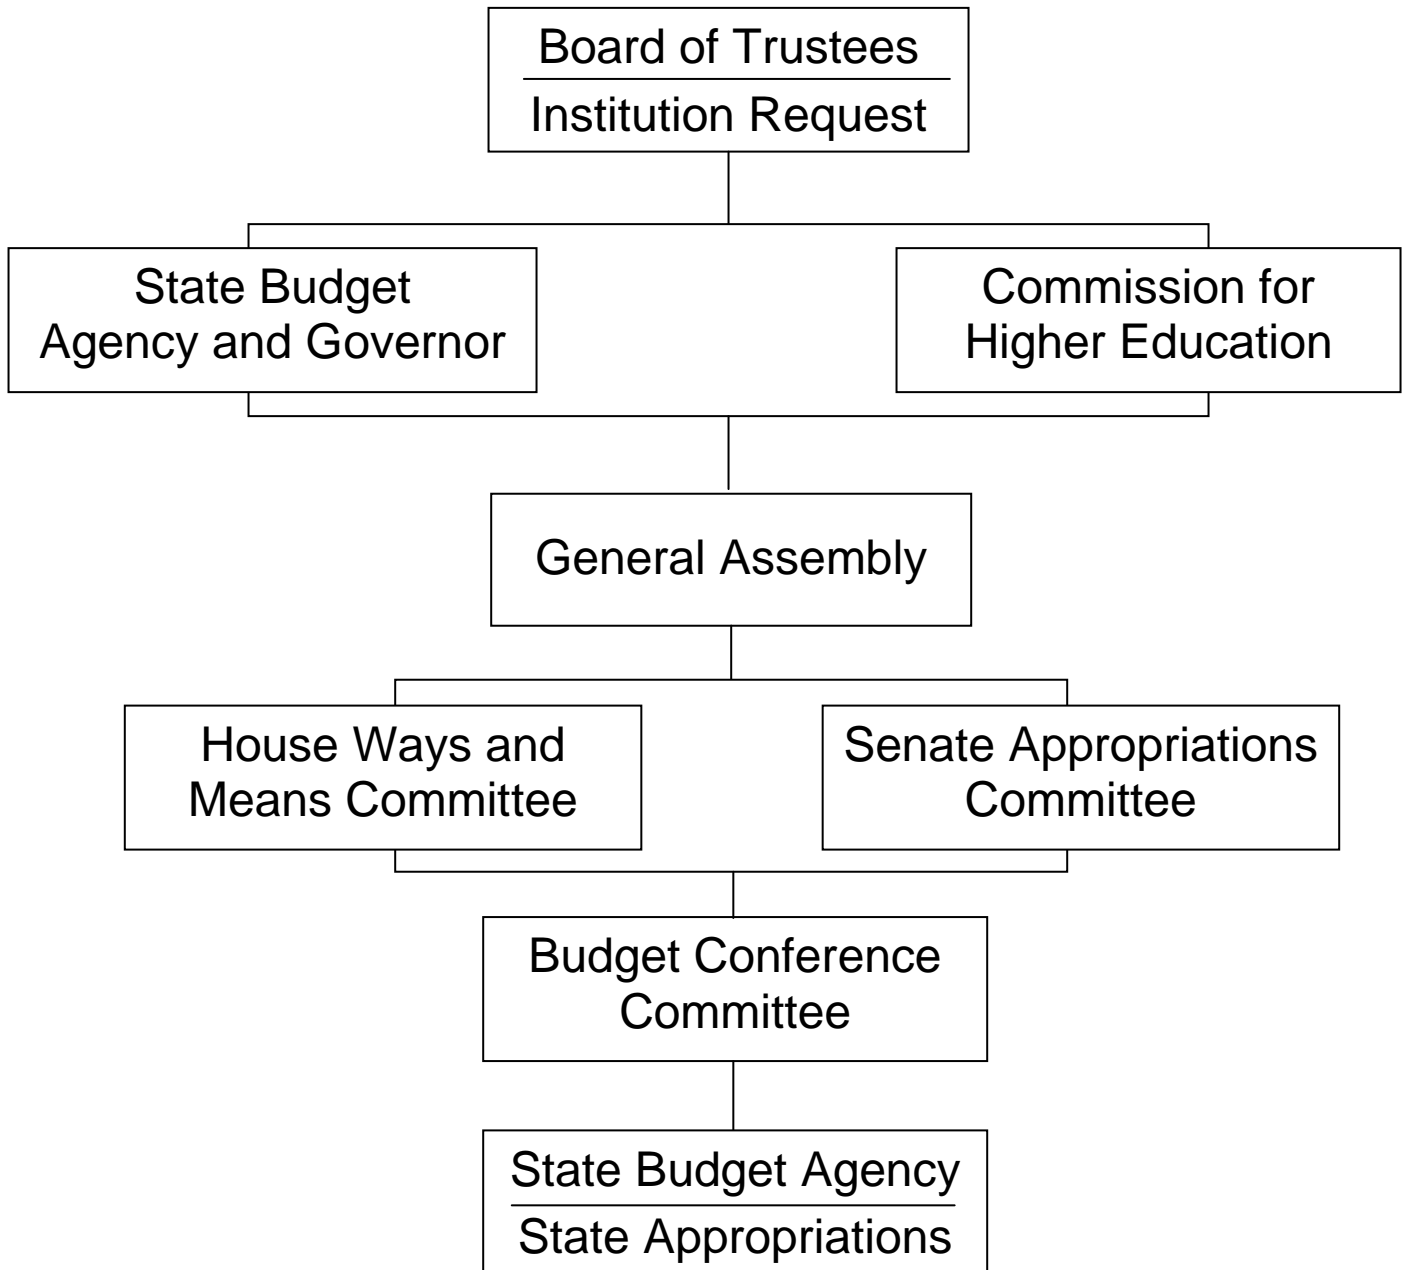 Board of Trustees
Institution Request
State Budget
Agency and Governor
Commission for
Higher Education
General Assembly
House Ways and
Means Committee
Senate Appropriations
Committee
Budget Conference
Committee
State Budget Agency
State Appropriations